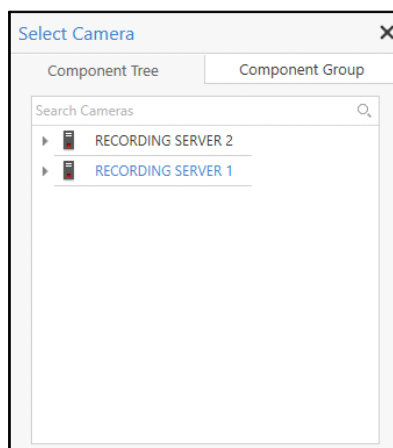 Select Camera
Component Tree
Component Group
Search Cameras
RECORDING SERVER 2
RECORDING SERVER 1